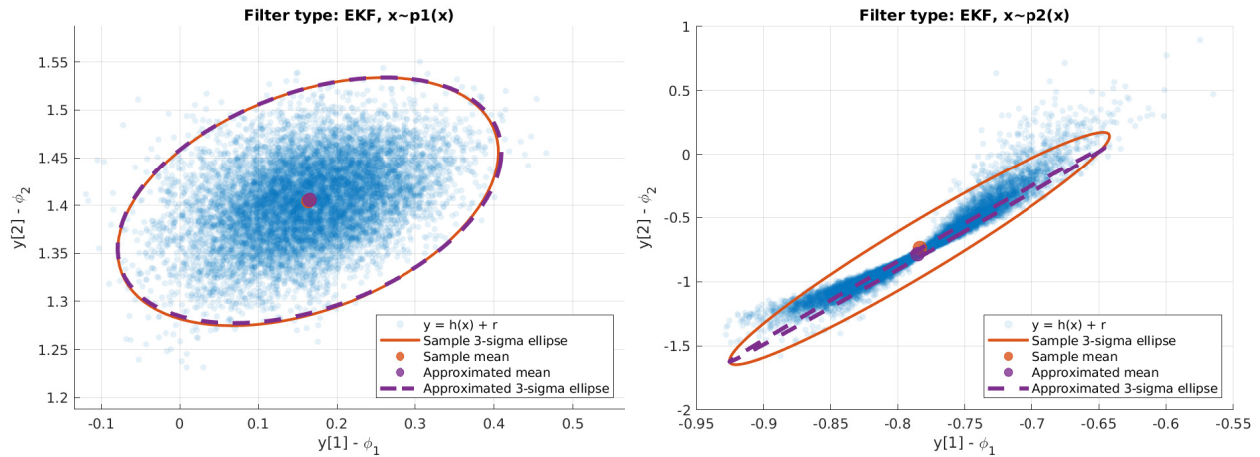 Filter type: EKF, x~p1(x)
1.55
1.5
1.45
1.4
1.35
1.3
1.25
1.2
y[2] - ϕ₂
-0.1 0 0.1 0.2 0.3 0.4 0.5
y[1] - ϕ₁
y = h(x) + r
Sample 3-sigma ellipse
Sample mean
Approximated mean
Approximated 3-sigma ellipse
Filter type: EKF, x~p2(x)
1
0.5
0
-0.5
-1
-1.5
-2
y[2] - ϕ₂
-0.95 -0.9 -0.85 -0.8 -0.75 -0.7 -0.65 -0.6 -0.55
y[1] - ϕ₁
y = h(x) + r
Sample 3-sigma ellipse
Sample mean
Approximated mean
Approximated 3-sigma ellipse